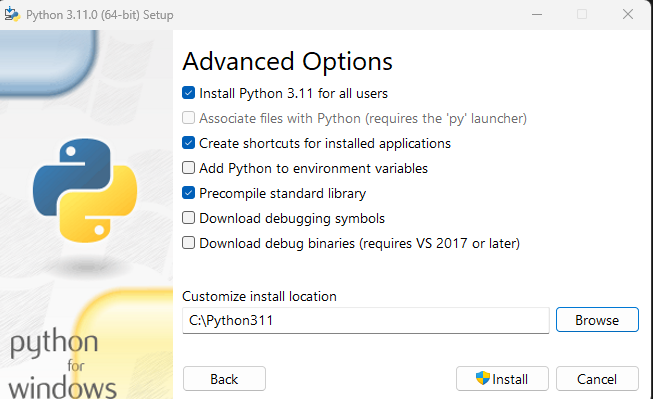 Python 3.11.0 (64-bit) Setup
Advanced Options
Install Python 3.11 for all users
Associate files with Python (requires the 'py' launcher)
Create shortcuts for installed applications
Add Python to environment variables
Precompile standard library
Download debugging symbols
Download debug binaries (requires VS 2017 or later)
Customize install location
C:\Python311
Browse
python
for
windows
Back
Install
Cancel